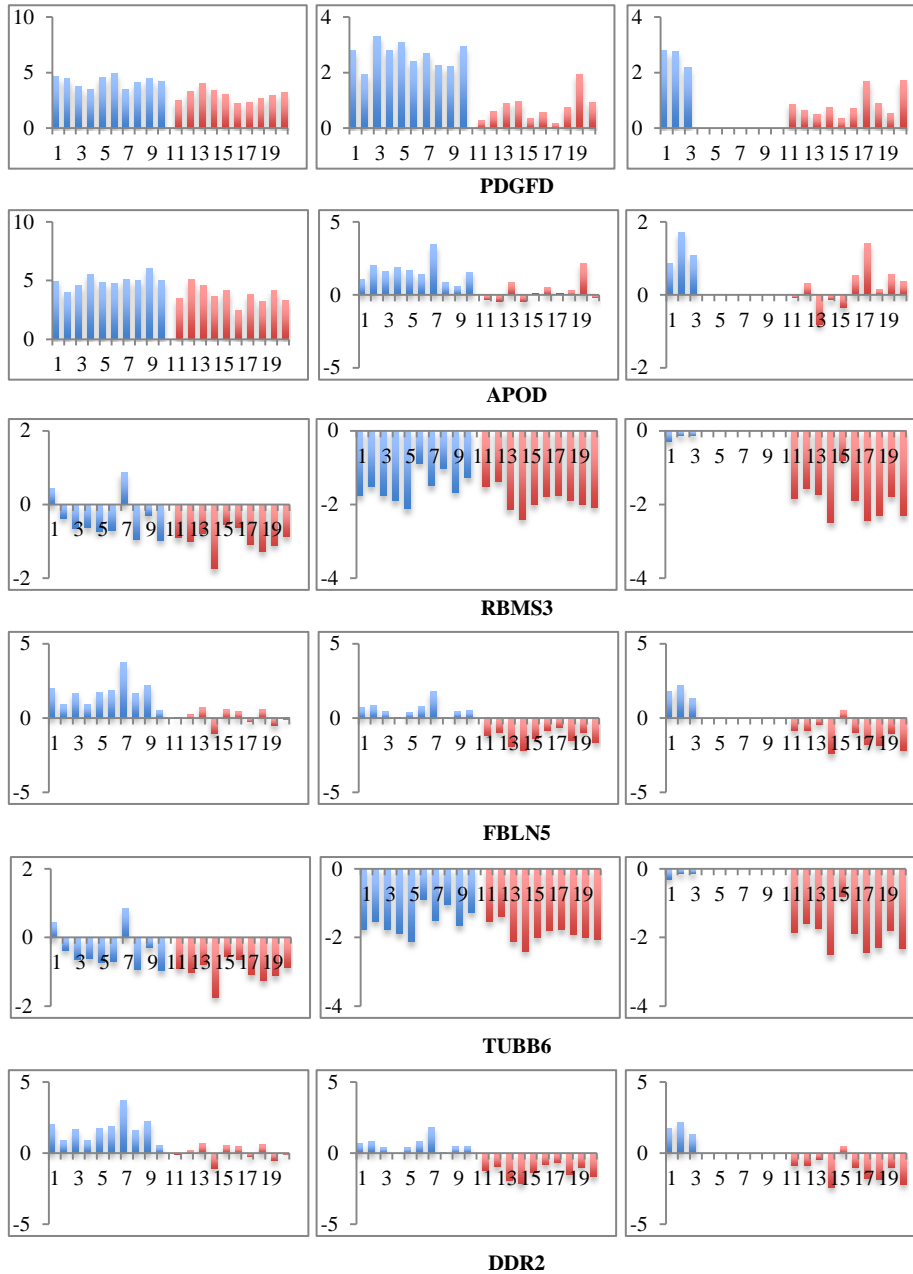 10 5 0 1 3 5 7 9 11 13 15 17 19
4 2 0 1 3 5 7 9 11 13 15 17 19
4 2 0 1 3 5 7 9 11 13 15 17 19
PDGFD
10 5 0 1 3 5 7 9 11 13 15 17 19
5 0 -5 1 3 5 7 9 11 13 15 17 19
2 0 -2 1 3 5 7 9 11 13 15 17 19
APOD
2 0 -2 1 3 5 7 9 11 13 15 17 19
0 -2 -4 1 3 5 7 9 11 13 15 17 19
0 -2 -4 1 3 5 7 9 11 13 15 17 19
RBMS3
5 0 -5 1 3 5 7 9 11 13 15 17 19
5 0 -5 1 3 5 7 9 11 13 15 17 19
5 0 -5 1 3 5 7 9 11 13 15 17 19
FBLN5
2 0 -2 1 3 5 7 9 11 13 15 17 19
0 -2 -4 1 3 5 7 9 11 13 15 17 19
0 -2 -4 1 3 5 7 9 11 13 15 17 19
TUBB6
5 0 -5 1 3 5 7 9 11 13 15 17 19
5 0 -5 1 3 5 7 9 11 13 15 17 19
5 0 -5 1 3 5 7 9 11 13 15 17 19
DDR2